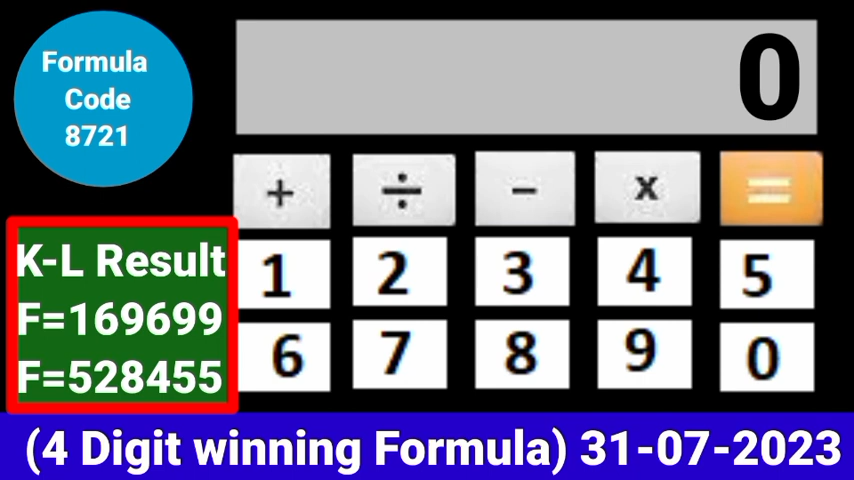 Formula
Code
8721
0
+ ÷ − x =
1 2 3 4 5
6 7 8 9 0
K-L Result
F=169699
F=528455
(4 Digit winning Formula) 31-07-2023